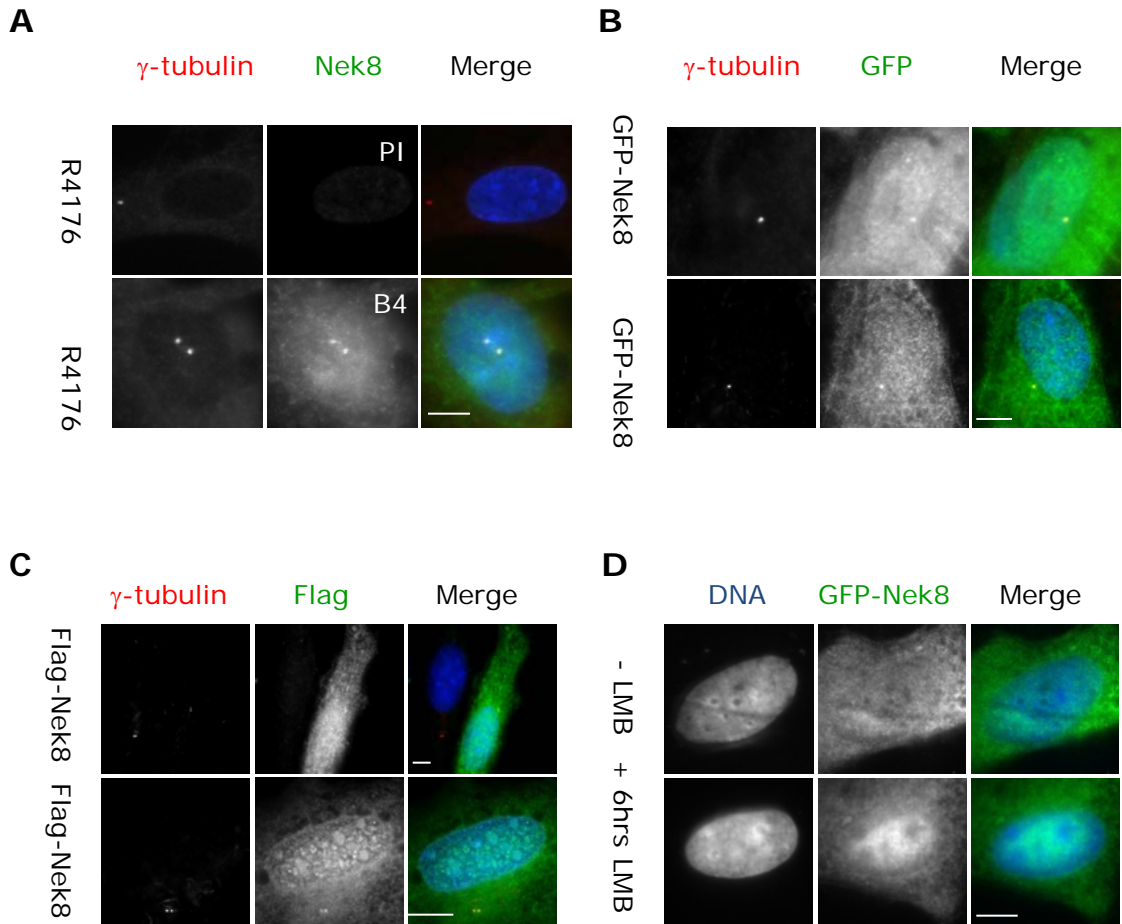 A
γ-tubulin Nek8 Merge
R4176
PI
R4176
B4
B
γ-tubulin GFP Merge
GFP-Nek8
GFP-Nek8
C
γ-tubulin Flag Merge
Flag-Nek8
Flag-Nek8
D
DNA GFP-Nek8 Merge
- LMB
+ 6hrs LMB